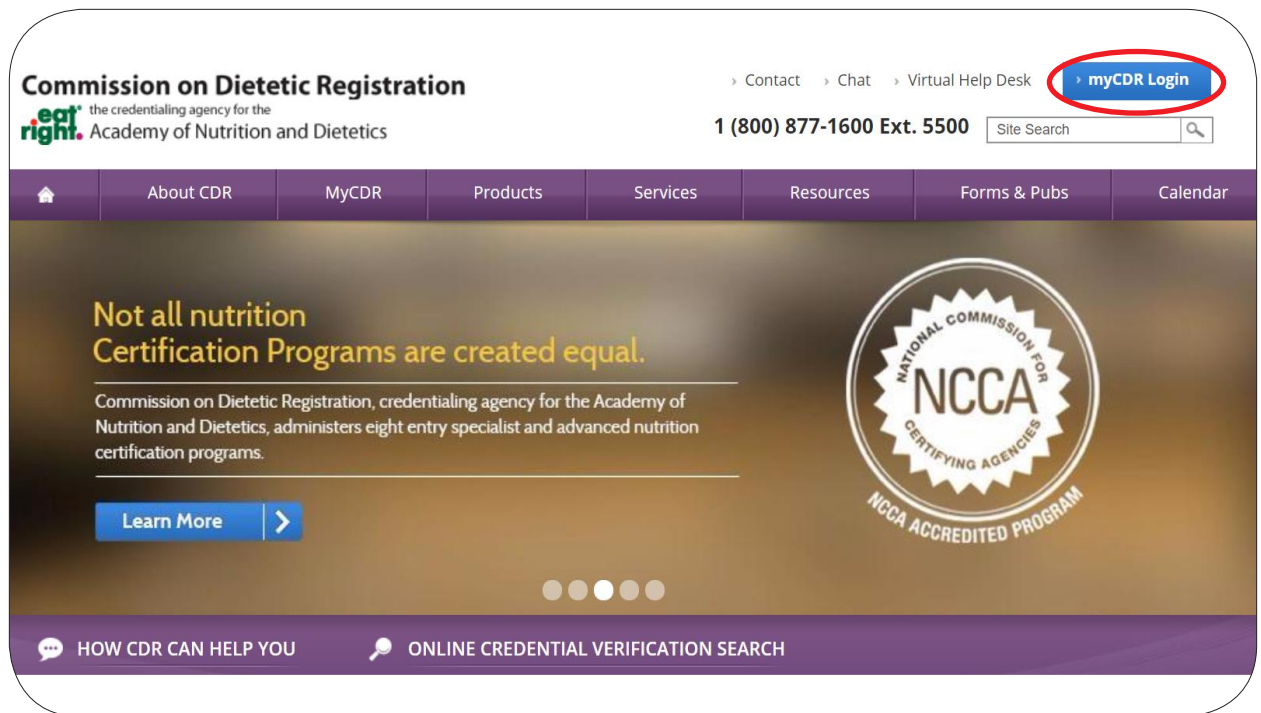 Commission on Dietetic Registration
eat right. the credentialing agency for the
Academy of Nutrition and Dietetics
› Contact › Chat › Virtual Help Desk › myCDR Login
1 (800) 877-1600 Ext. 5500 Site Search
About CDR MyCDR Products Services Resources Forms & Pubs Calendar
Not all nutrition
Certification Programs are created equal.
Commission on Dietetic Registration, credentialing agency for the Academy of
Nutrition and Dietetics, administers eight entry specialist and advanced nutrition
certification programs.
Learn More
NATIONAL COMMISSION FOR
NCCA
CERTIFYING AGENCIES
NCCA ACCREDITED PROGRAM
HOW CDR CAN HELP YOU ONLINE CREDENTIAL VERIFICATION SEARCH